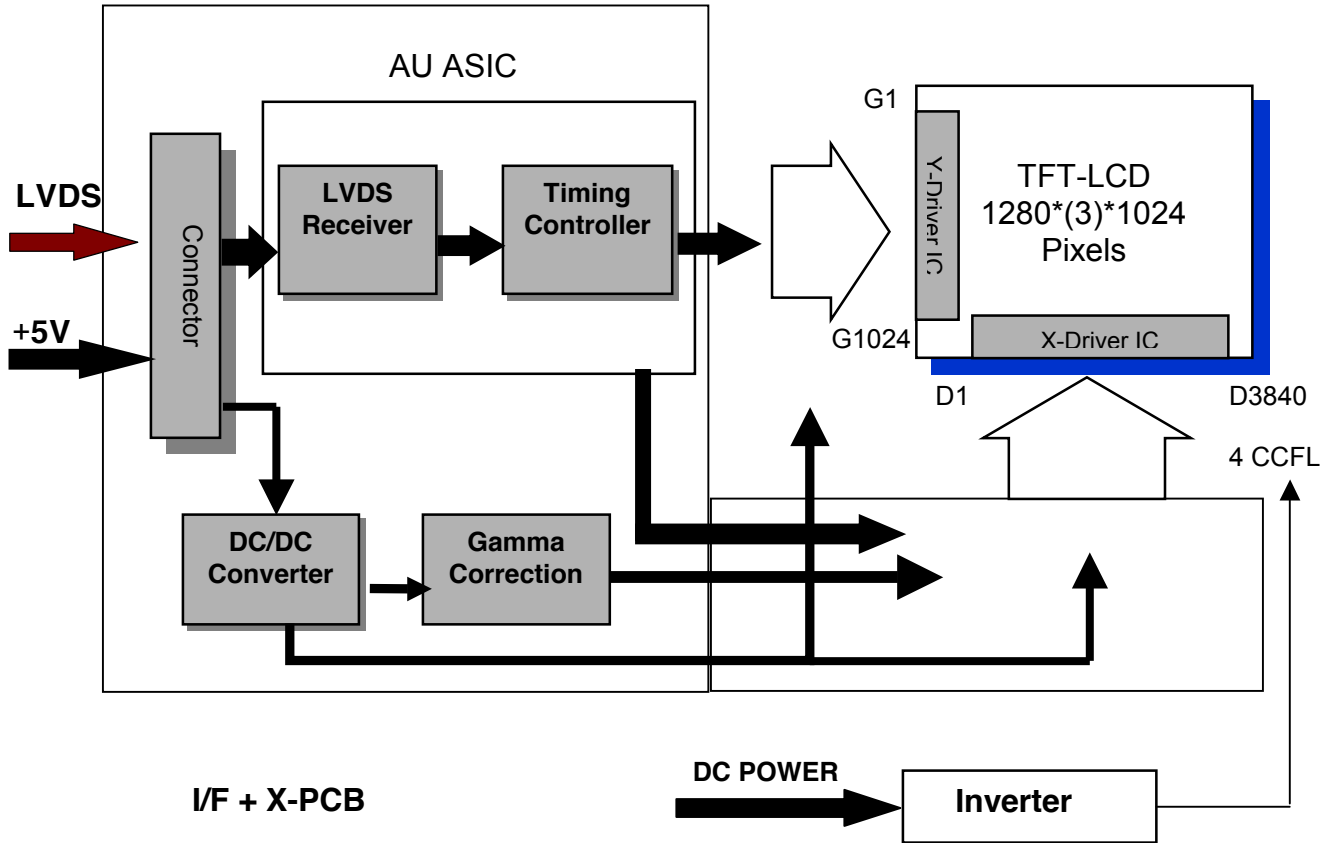 AU ASIC
LVDS
+5V
Connector
LVDS
Receiver
Timing
Controller
G1
G1024
Y-Driver IC
TFT-LCD
1280*(3)*1024
Pixels
X-Driver IC
D1
D3840
4 CCFL
DC/DC
Converter
Gamma
Correction
I/F + X-PCB
DC POWER
Inverter